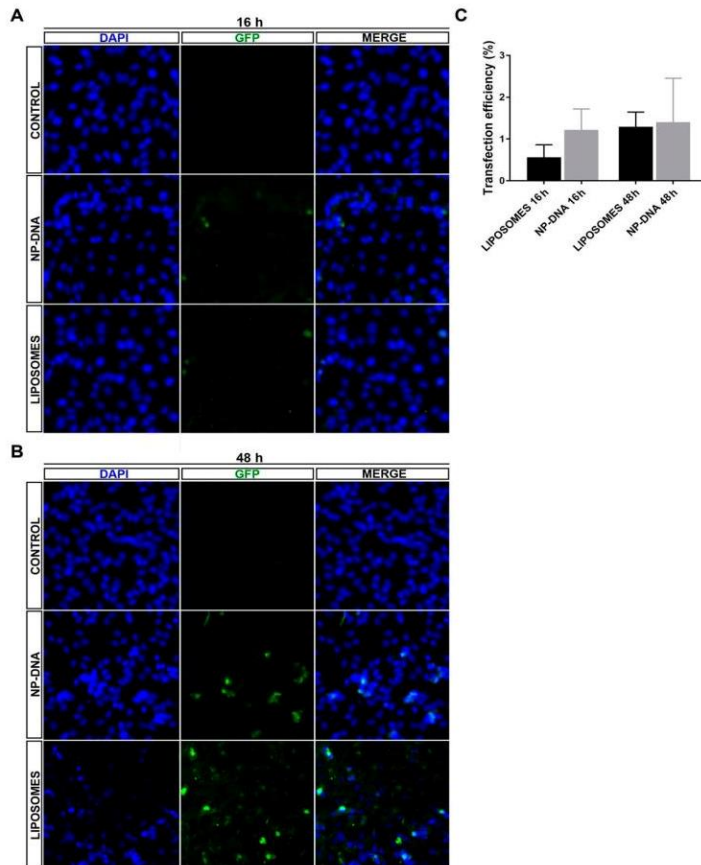 A
16 h
DAPI
GFP
MERGE
CONTROL
NP-DNA
LIPOSOMES
B
48 h
DAPI
GFP
MERGE
CONTROL
NP-DNA
LIPOSOMES
C
Transfection efficiency (%)
3
2
1
0
LIPOSOMES 16h
NP-DNA 16h
LIPOSOMES 48h
NP-DNA 48h